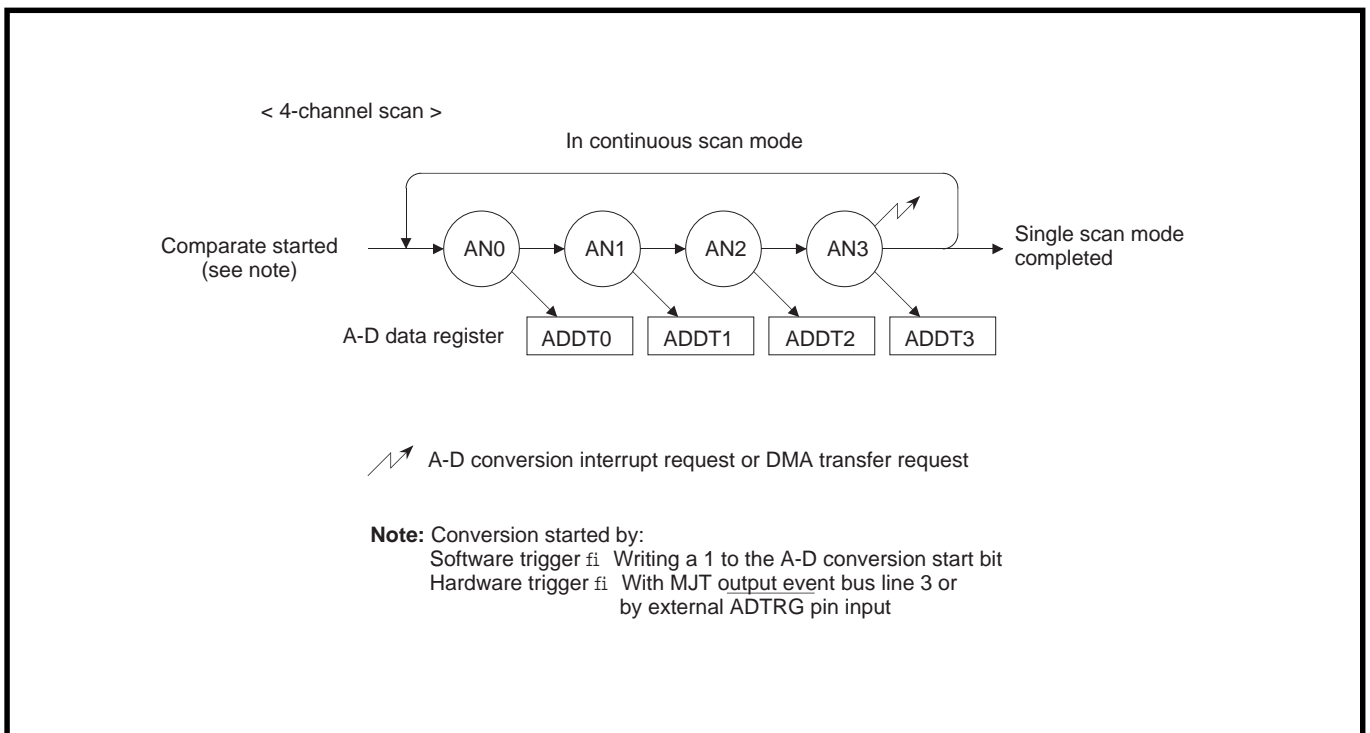 < 4-channel scan >
In continuous scan mode
Comparate started
(see note)
AN0
AN1
AN2
AN3
Single scan mode
completed
A-D data register
ADDT0
ADDT1
ADDT2
ADDT3
A-D conversion interrupt request or DMA transfer request
Note: Conversion started by:
Software trigger fi Writing a 1 to the A-D conversion start bit
Hardware trigger fi With MJT output event bus line 3 or
by external ADTRG pin input